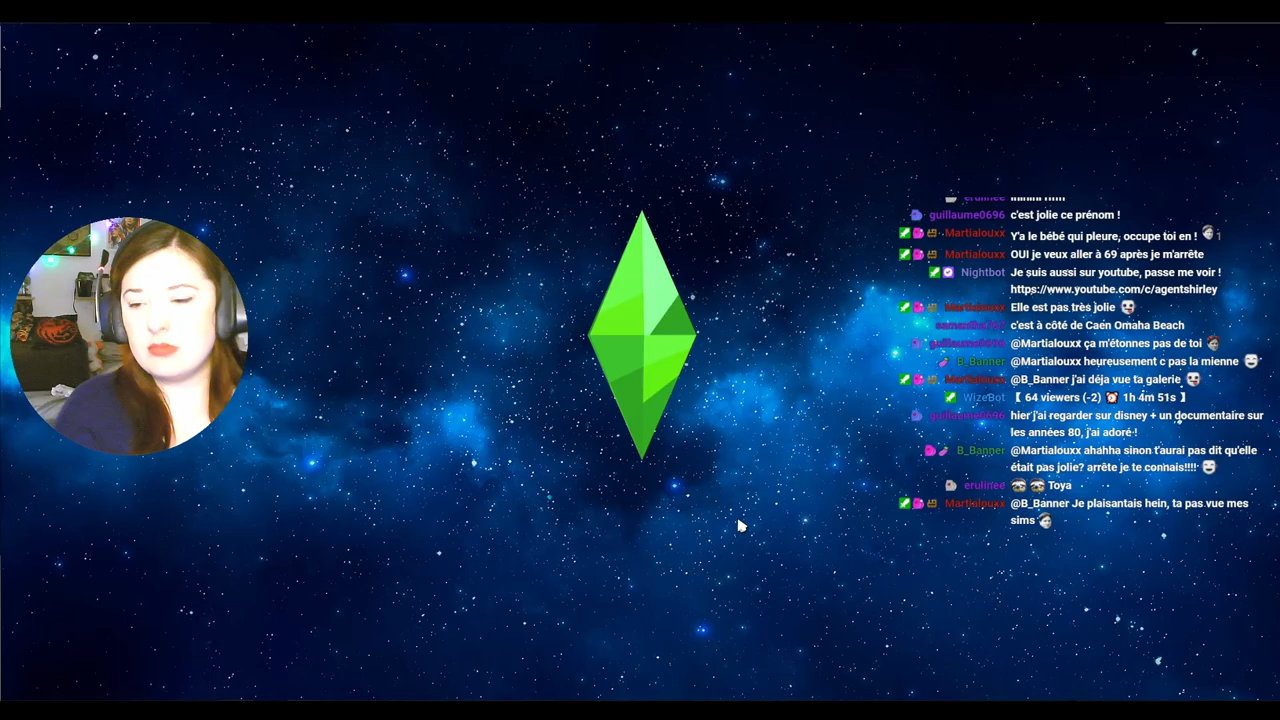 guillaume0696 c'est jolie ce prénom !
Martialouxx Y'a le bébé qui pleure, occupe toi en ! 1
Martialouxx OUI je veux aller à 69 après je m'arrête
Nightbot Je suis aussi sur youtube, passe me voir !
https://www.youtube.com/c/agentshirley
Martialouxx Elle est pas très jolie
c'est à côté de Caen Omaha Beach
guillaume0696 @Martialouxx ça m'étonnes pas de toi
B_Banner @Martialouxx heureusement c pas la mienne
Martialouxx @B_Banner j'ai déja vue ta galerie
WizeBot 【 64 viewers (-2) ⏰ 1h 4m 51s 】
guillaume0696 hier j'ai regarder sur disney + un documentaire sur
les années 80, j'ai adoré !
B_Banner @Martialouxx ahahha sinon t'aurai pas dit qu'elle
était pas jolie? arrête je te connais!!!!
erulinee Toya
Martialouxx @B_Banner Je plaisantais hein, ta pas vue mes
sims